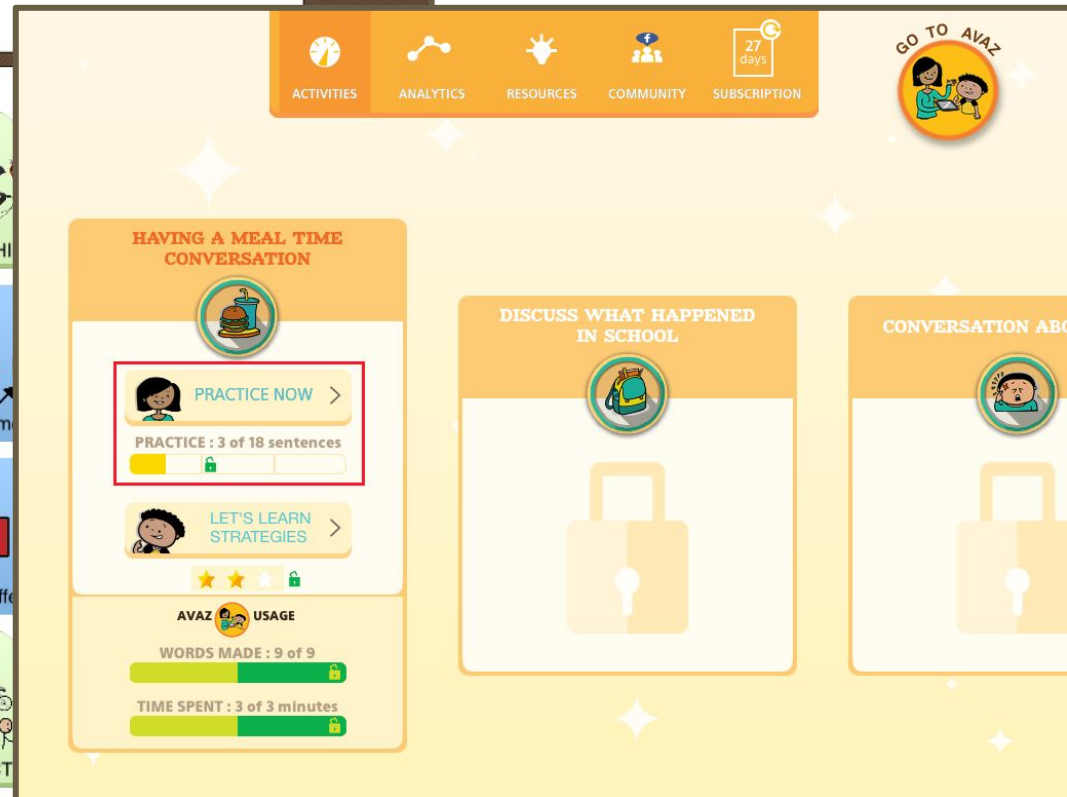 27
days
ACTIVITIES
ANALYTICS
RESOURCES
COMMUNITY
SUBSCRIPTION
GO TO AVAZ
HAVING A MEAL TIME
CONVERSATION
PRACTICE NOW
PRACTICE : 3 of 18 sentences
LET'S LEARN
STRATEGIES
AVAZ USAGE
WORDS MADE : 9 of 9
TIME SPENT : 3 of 3 minutes
DISCUSS WHAT HAPPENED
IN SCHOOL
CONVERSATION